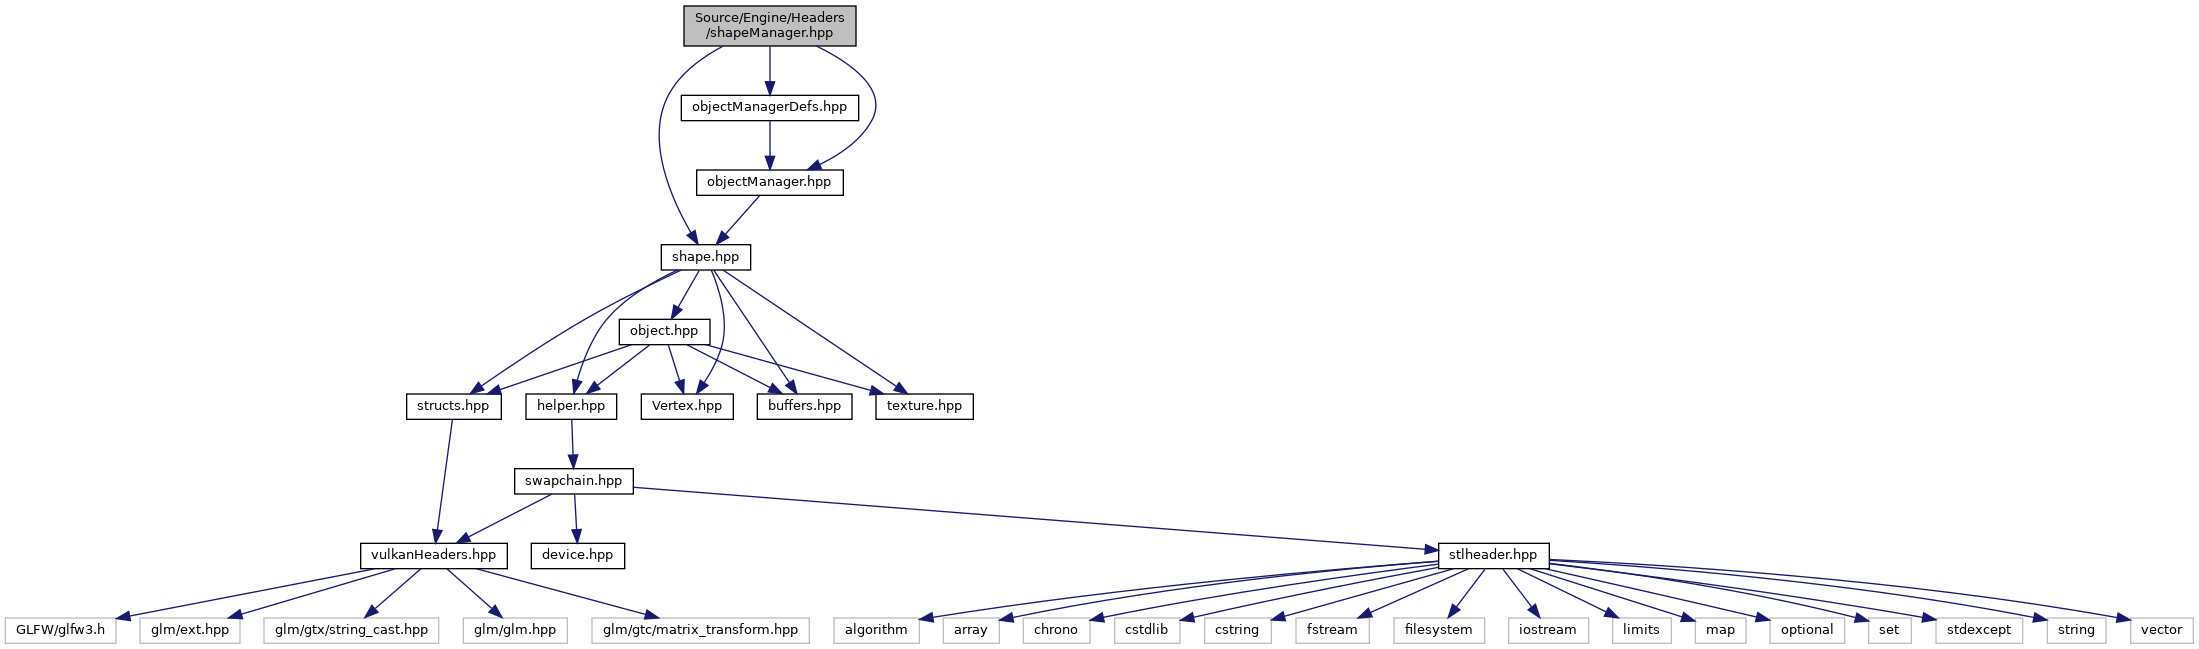 Source/Engine/Headers
/shapeManager.hpp
objectManagerDefs.hpp
objectManager.hpp
shape.hpp
object.hpp
structs.hpp
helper.hpp
Vertex.hpp
buffers.hpp
texture.hpp
swapchain.hpp
vulkanHeaders.hpp
device.hpp
stlheader.hpp
GLFW/glfw3.h
glm/ext.hpp
glm/gtx/string_cast.hpp
glm/glm.hpp
glm/gtc/matrix_transform.hpp
algorithm
array
chrono
cstdlib
cstring
fstream
filesystem
iostream
limits
map
optional
set
stdexcept
string
vector